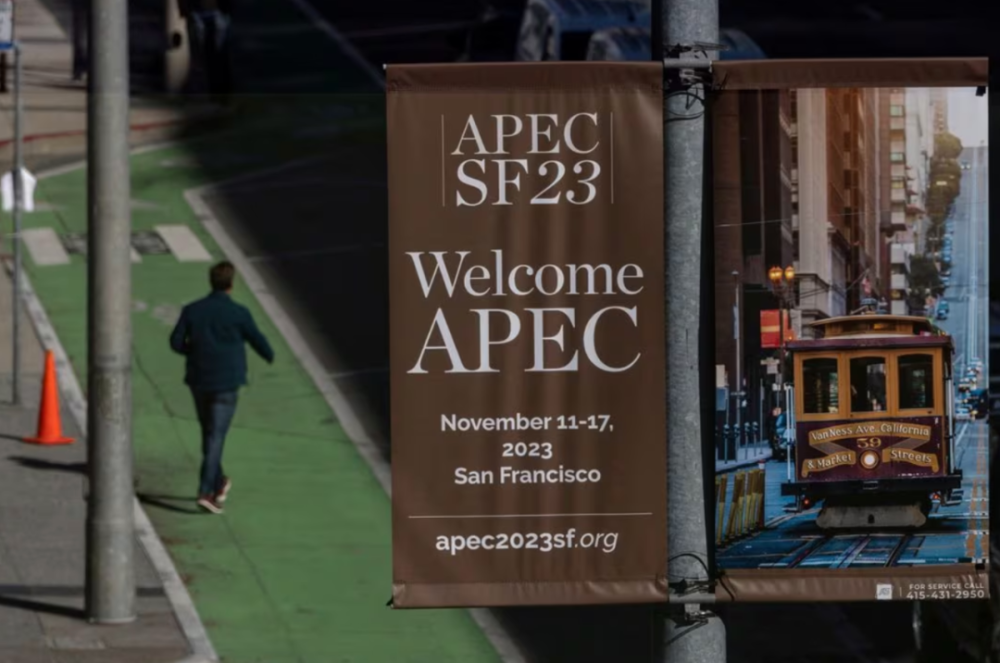 APEC
SF23
Welcome
APEC
November 11-17,
2023
San Francisco
apec2023sf.org
Van Ness Ave. California
59
& Market Streets
FOR SERVICE CALL
415-431-2950